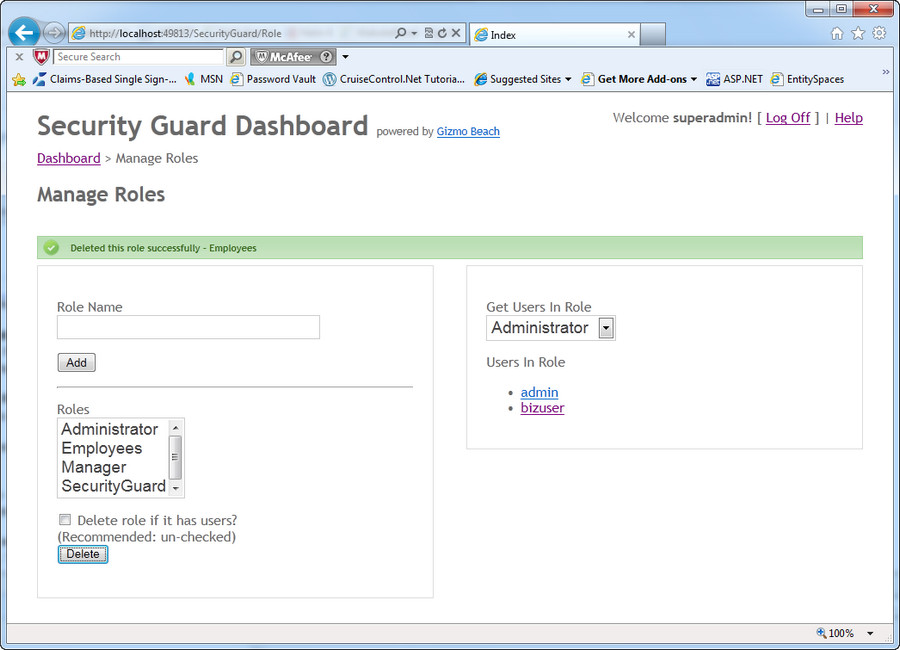 http://localhost:49813/SecurityGuard/Role
Index
Secure Search
McAfee
?
Claims-Based Single Sign-...
MSN
Password Vault
CruiseControl.Net Tutoria...
Suggested Sites
Get More Add-ons
ASP.NET
EntitySpaces
Security Guard Dashboard powered by Gizmo Beach
Welcome superadmin! [ Log Off ] | Help
Dashboard > Manage Roles
Manage Roles
Deleted this role successfully - Employees
Role Name
Add
Roles
Administrator
Employees
Manager
SecurityGuard
Delete role if it has users?
(Recommended: un-checked)
Delete
Get Users In Role
Administrator
Users In Role
admin
bizuser
100%